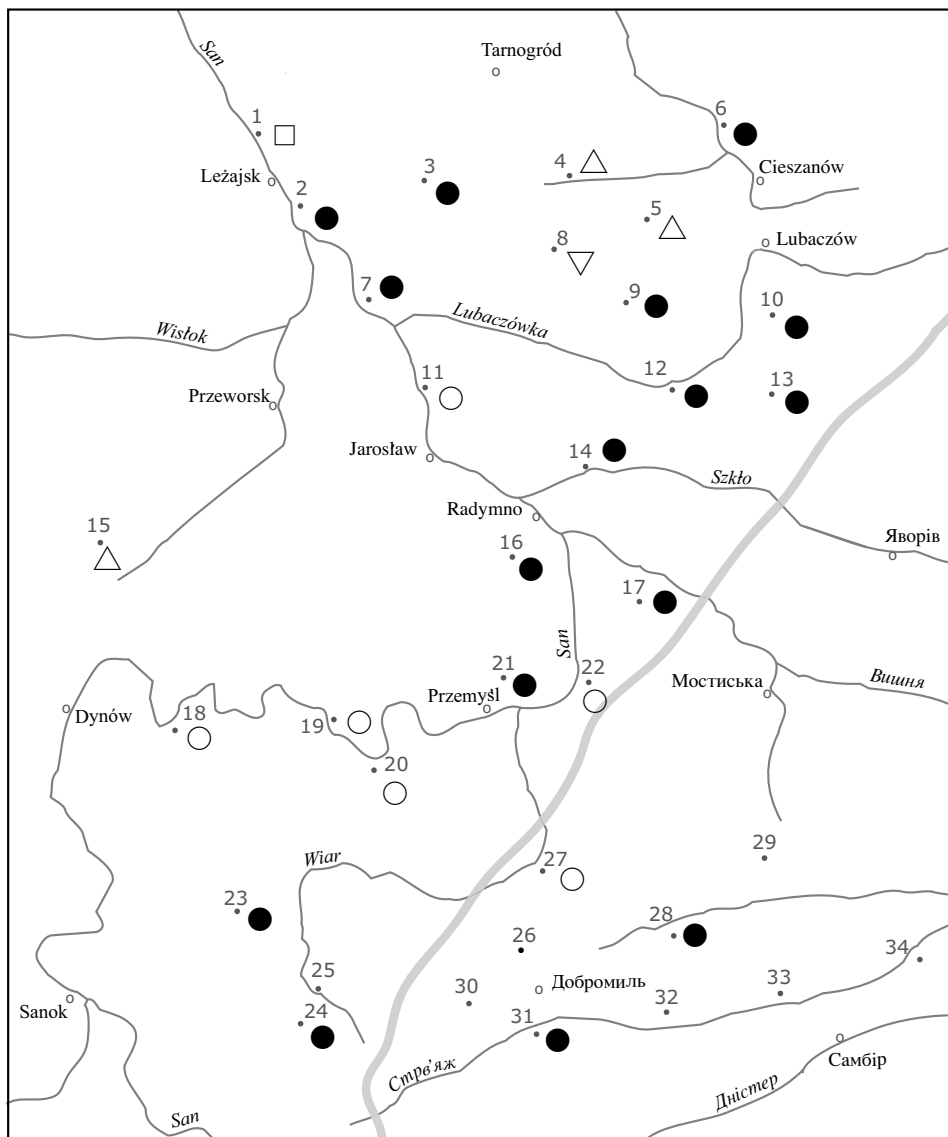 San
Tarnogród
6
1
3
4
Cieszanów
Leżajsk
2
5
8
Lubaczów
7
9
10
Lubaczówka
Wisłok
11
12
13
Przeworsk
Jarosław
14
Szkło
Radymno
15
16
Яворів
17
San
21
22
Мостиська
Вишня
Przemyśl
Dynów
18
19
20
29
Wiar
27
23
28
26
34
25
Добромиль
33
Sanok
30
32
24
31
Самбір
Стрв'яж
Дністер
San